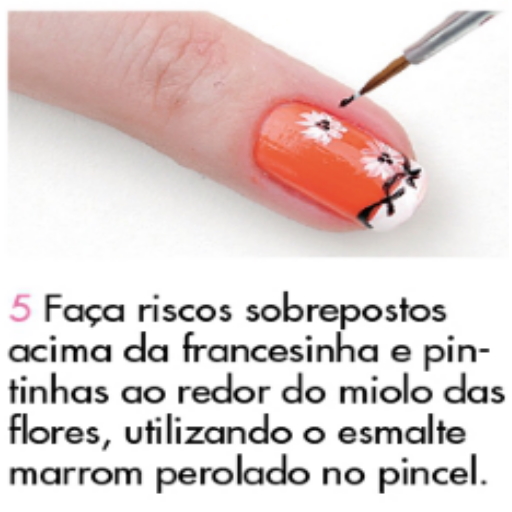 5 Faça riscos sobrepostos
acima da francesinha e pin-
tinhas ao redor do miolo das
flores, utilizando o esmalte
marrom perolado no pincel.